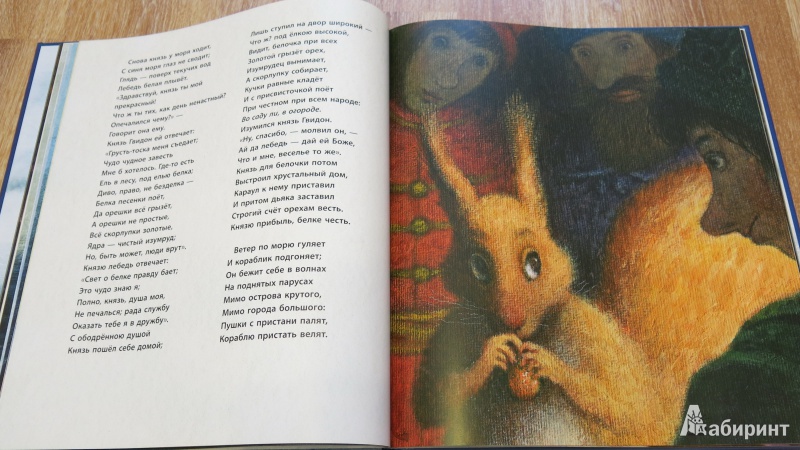 Снова князь у моря ходит,
С синя моря глаз не сводит;
Глядь — поверх текучих вод
Лебедь белая плывёт.
«Здравствуй, князь ты мой
прекрасный!
Что ж ты тих, как день ненастный?
Опечалился чему?» —
Говорит она ему.
Князь Гвидон ей отвечает:
«Грусть-тоска меня съедает;
Чудо чудное завесть
Мне б хотелось. Где-то есть
Ель в лесу, под елью белка;
Диво, право, не безделка —
Белка песенки поёт,
Да орешки всё грызёт,
А орешки не простые,
Всё скорлупки золотые,
Ядра — чистый изумруд;
Но, быть может, люди врут».
Князю лебедь отвечает:
«Свет о белке правду бает;
Это чудо знаю я;
Полно, князь, душа моя,
Не печалься; рада службу
Оказать тебе я в дружбу».
С ободрённою душой
Князь пошёл себе домой;
Лишь ступил на двор широкий —
Что ж? под ёлкою высокой,
Видит, белочка при всех
Золотой грызёт орех,
Изумрудец вынимает,
А скорлупку собирает,
Кучки равные кладёт
И с присвисточкой поёт
При честном при всем народе:
Во саду ли, в огороде.
Изумился князь Гвидон.
«Ну, спасибо, — молвил он, —
Ай да лебедь — дай ей Боже,
Что и мне, веселье то же».
Князь для белочки потом
Выстроил хрустальный дом,
Караул к нему приставил
И притом дьяка заставил
Строгий счёт орехам весть.
Князю прибыль, белке честь.
Ветер по морю гуляет
И кораблик подгоняет;
Он бежит себе в волнах
На поднятых парусах
Мимо острова крутого,
Мимо города большого:
Пушки с пристани палят,
Кораблю пристать велят.
Лабиринт